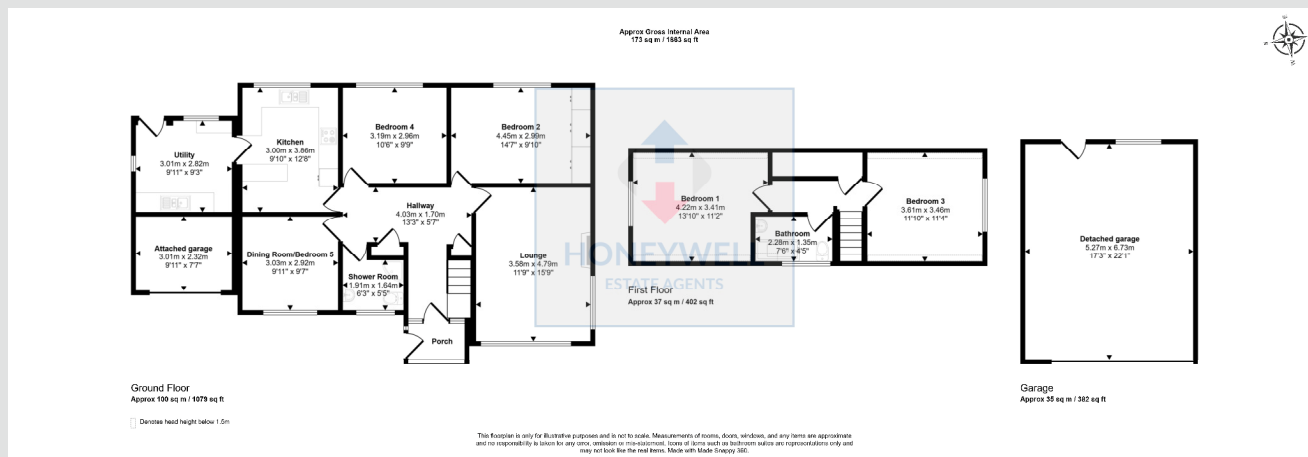 Approx Gross Internal Area
173 sq m / 1863 sq ft
Utility
3.01m x 2.82m
9'11" x 9'3"
Kitchen
3.00m x 3.86m
9'10" x 12'8"
Bedroom 4
3.19m x 2.96m
10'6" x 9'9"
Bedroom 2
4.45m x 2.99m
14'7" x 9'10"
Hallway
4.03m x 1.70m
13'3" x 5'7"
Attached garage
3.01m x 2.32m
9'11" x 7'7"
Dining Room/Bedroom 5
3.03m x 2.92m
9'11" x 9'7"
Shower Room
1.91m x 1.64m
6'3" x 5'5"
Lounge
3.58m x 4.79m
11'9" x 15'9"
Porch
Ground Floor
Approx 100 sq m / 1079 sq ft
Denotes head height below 1.5m
Bedroom 1
4.22m x 3.41m
13'10" x 11'2"
Bathroom
2.28m x 1.35m
7'6" x 4'5"
Bedroom 3
3.61m x 3.46m
11'10" x 11'4"
First Floor
Approx 37 sq m / 402 sq ft
HONEYWELL
ESTATE AGENTS
Detached garage
5.27m x 6.73m
17'3" x 22'1"
Garage
Approx 35 sq m / 382 sq ft
This floorplan is only for illustrative purposes and is not to scale. Measurements of rooms, doors, windows, and any items are approximate
and no responsibility is taken for any error, omission or mis-statement. Icons of items such as bathroom suites are representations only and
may not look like the real items. Made with Made Snappy 360.